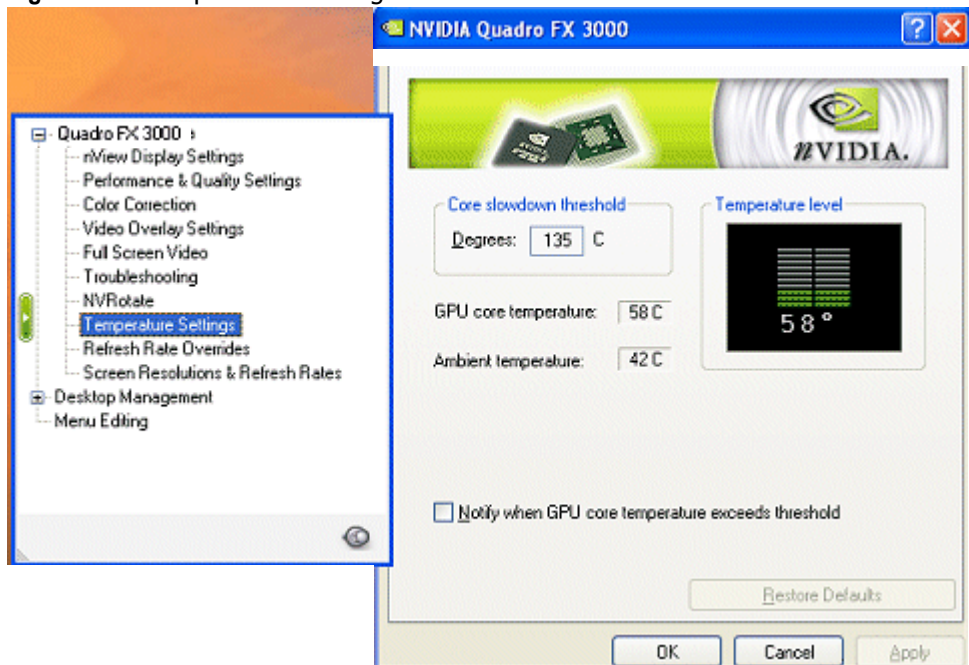 NVIDIA Quadro FX 3000
Quadro FX 3000
nView Display Settings
Performance & Quality Settings
Color Correction
Video Overlay Settings
Full Screen Video
Troubleshooting
NVRotate
Temperature Settings
Refresh Rate Overrides
Screen Resolutions & Refresh Rates
Desktop Management
Menu Editing
NVIDIA
nVIDIA.
Core slowdown threshold
Degrees: 135 C
Temperature level
58°
GPU core temperature: 58 C
Ambient temperature: 42 C
Notify when GPU core temperature exceeds threshold
Restore Defaults
OK
Cancel
Apply